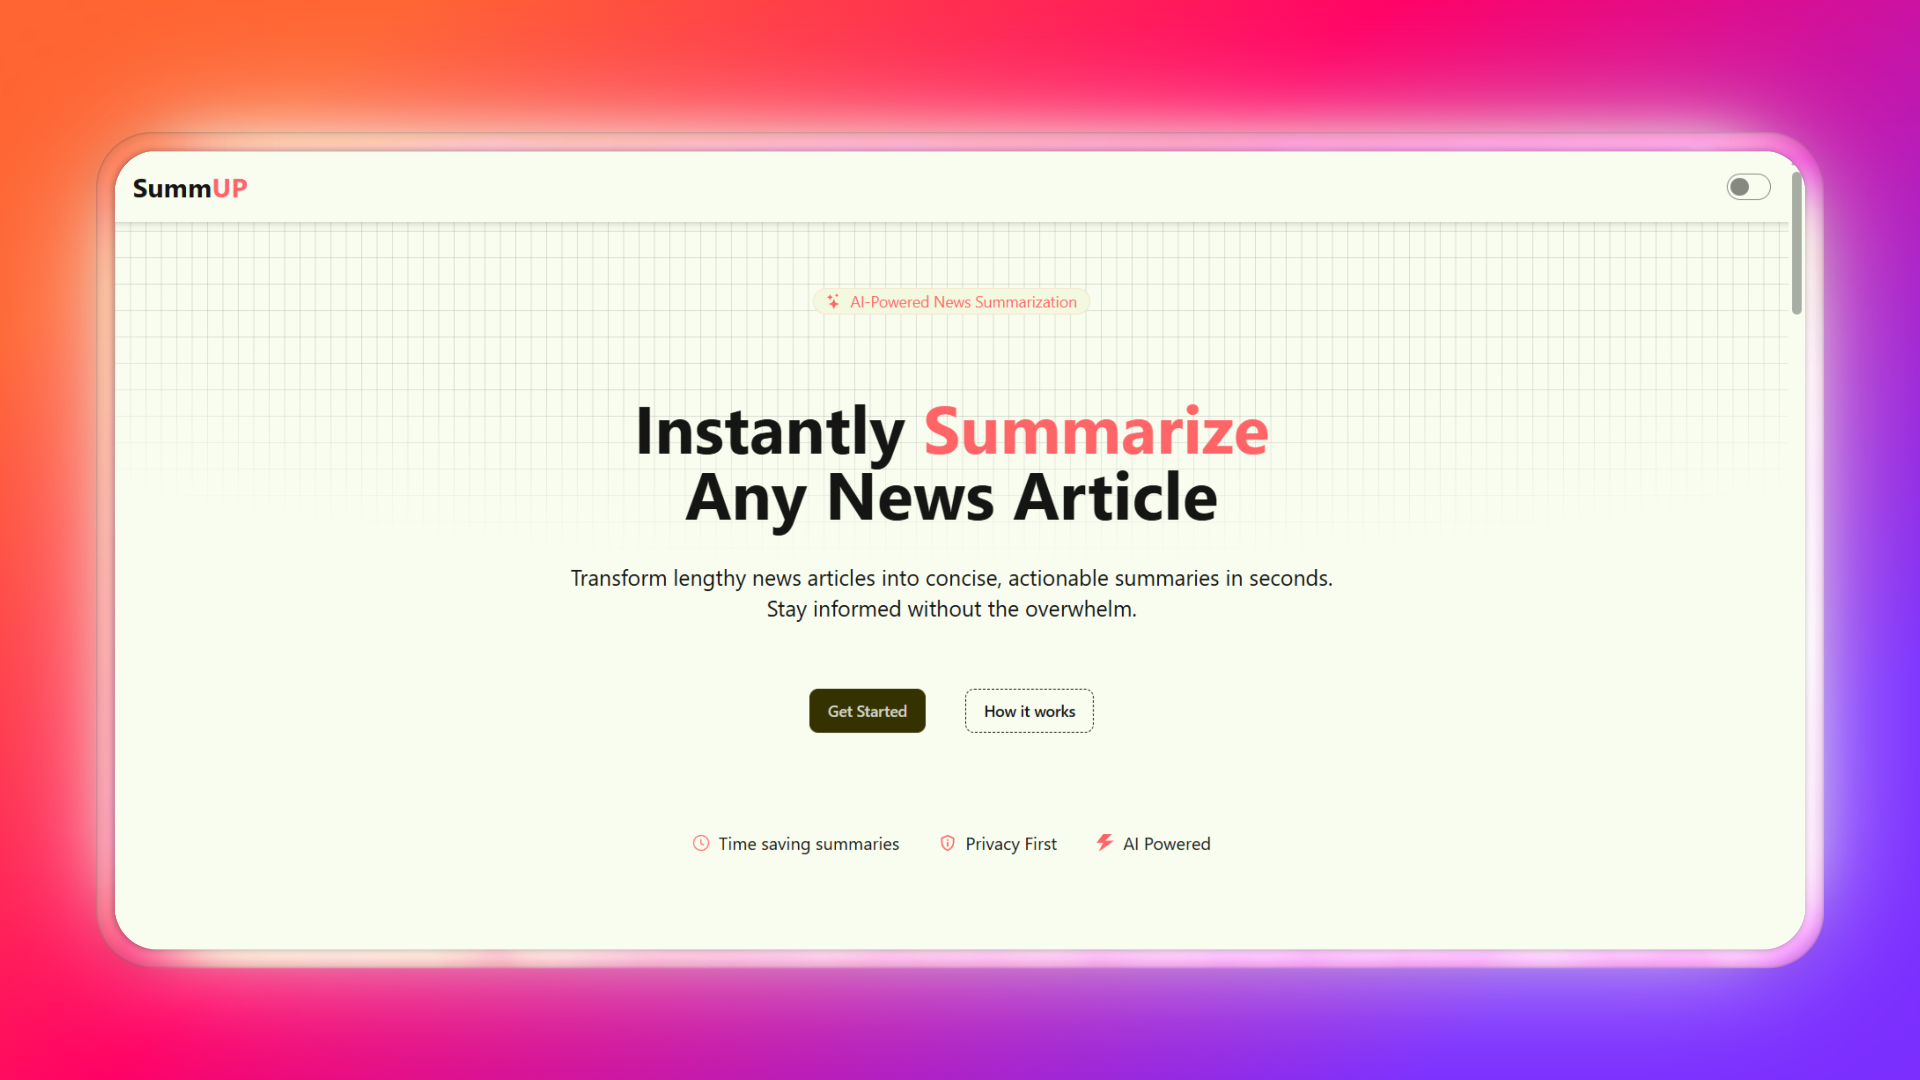 SummUP
AI-Powered News Summarization
Instantly Summarize
Any News Article
Transform lengthy news articles into concise, actionable summaries in seconds.
Stay informed without the overwhelm.
Get Started
How it works
Time saving summaries
Privacy First
AI Powered